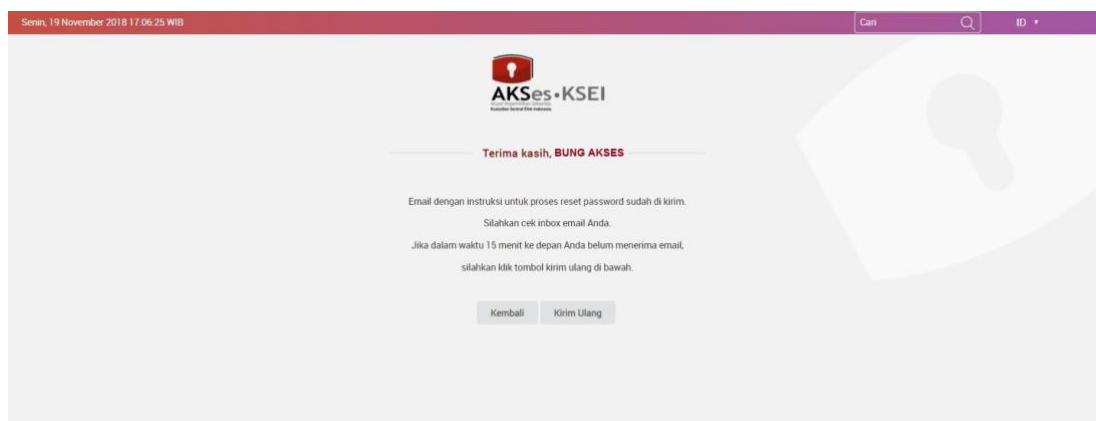 Senin, 19 November 2018 17:06:25 WIB
Cari
ID
AKSes•KSEI
Terima kasih, BUNG AKSES
Email dengan instruksi untuk proses reset password sudah di kirim.
Silahkan cek inbox email Anda.
Jika dalam waktu 15 menit ke depan Anda belum menerima email,
silahkan klik tombol kirim ulang di bawah.
Kembali
Kirim Ulang